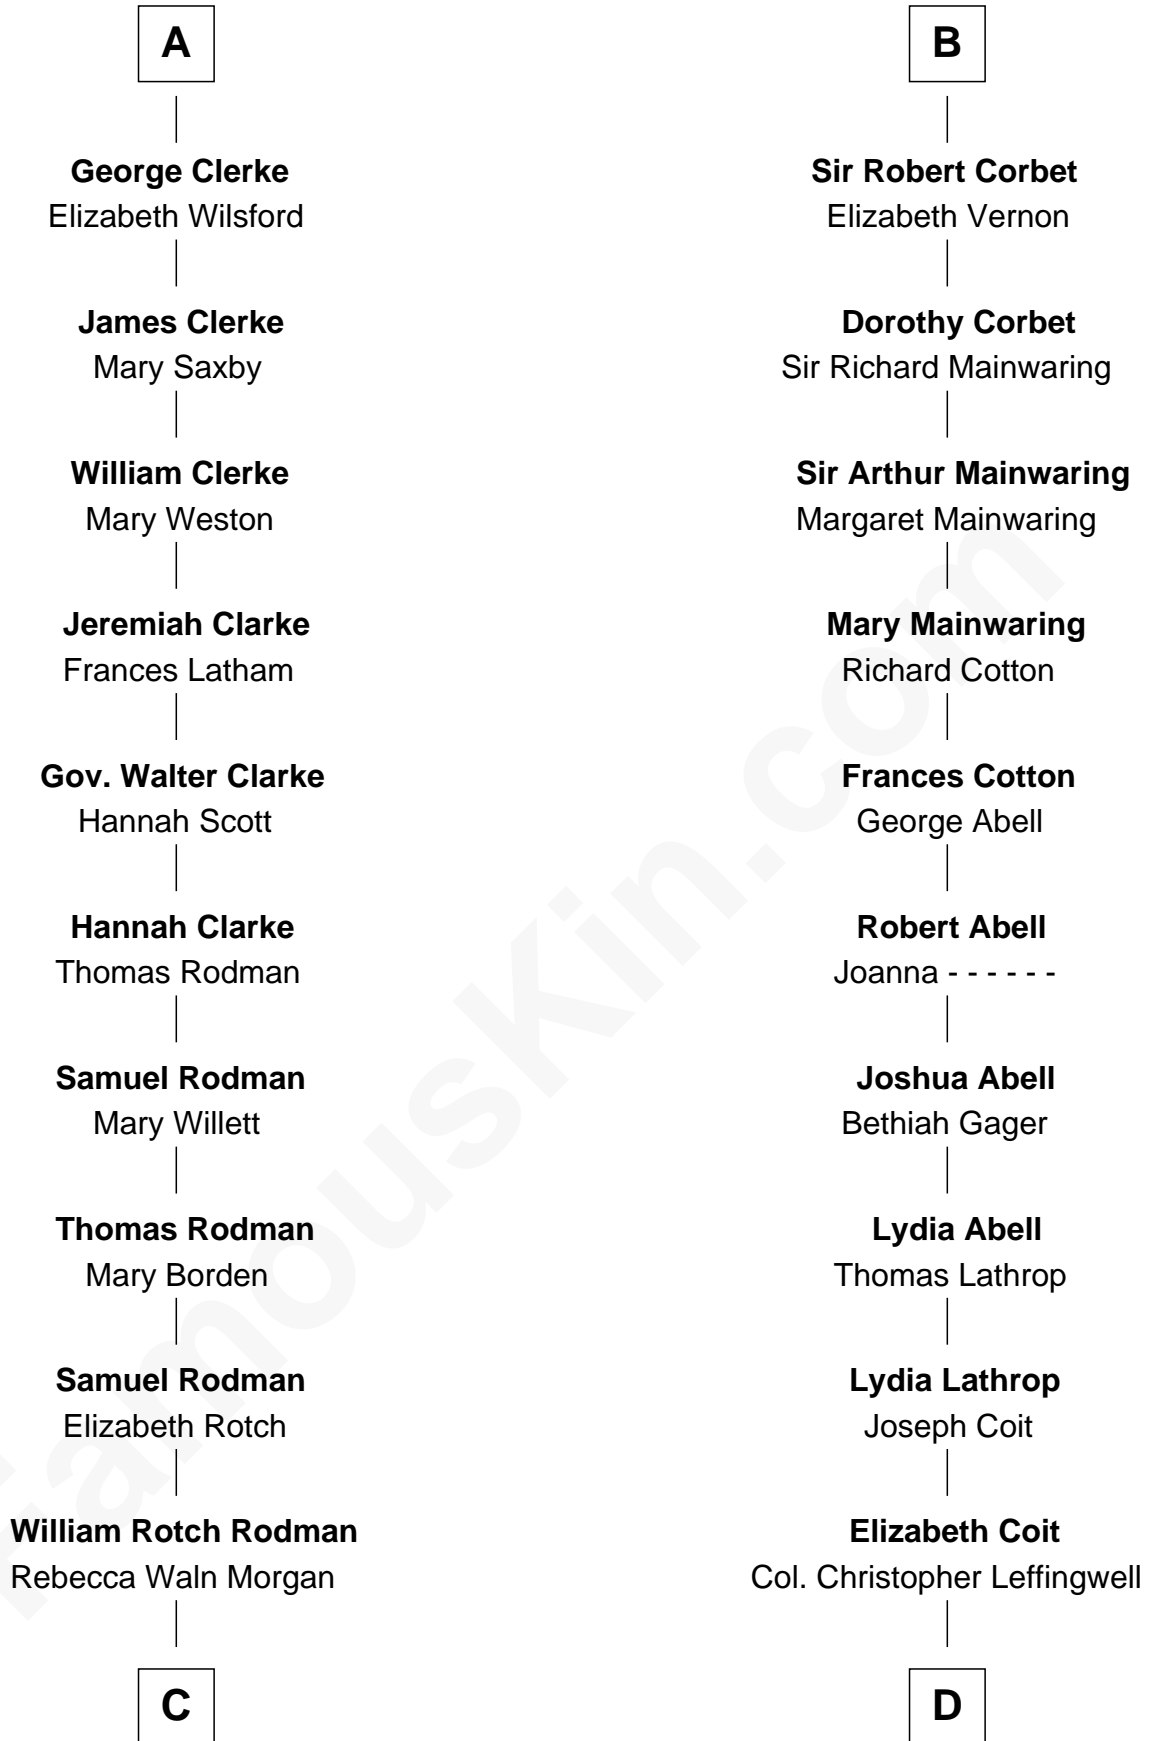 A
George Clerke
Elizabeth Wilsford
James Clerke
Mary Saxby
William Clerke
Mary Weston
Jeremiah Clarke
Frances Latham
Gov. Walter Clarke
Hannah Scott
Hannah Clarke
Thomas Rodman
Samuel Rodman
Mary Willett
Thomas Rodman
Mary Borden
Samuel Rodman
Elizabeth Rotch
William Rotch Rodman
Rebecca Waln Morgan
C
B
Sir Robert Corbet
Elizabeth Vernon
Dorothy Corbet
Sir Richard Mainwaring
Sir Arthur Mainwaring
Margaret Mainwaring
Mary Mainwaring
Richard Cotton
Frances Cotton
George Abell
Robert Abell
Joanna - - - - - -
Joshua Abell
Bethiah Gager
Lydia Abell
Thomas Lathrop
Lydia Lathrop
Joseph Coit
Elizabeth Coit
Col. Christopher Leffingwell
D
FamousKin.com